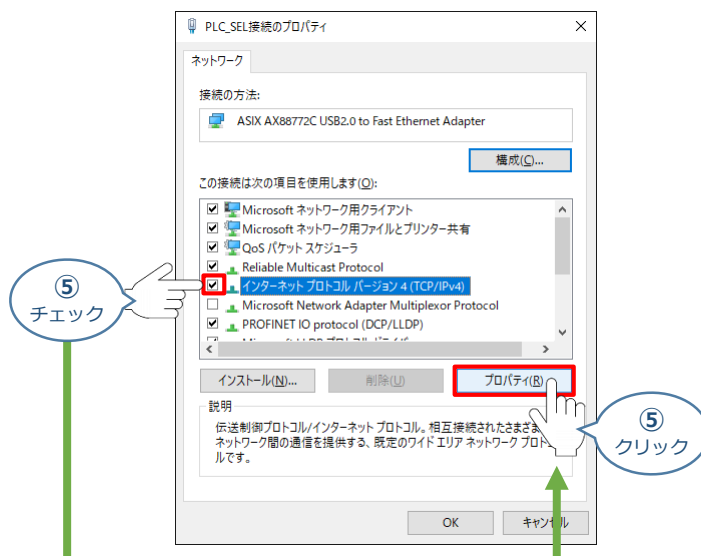 PLC_SEL接続のプロパティ
ネットワーク
接続の方法:
ASIX AX88772C USB2.0 to Fast Ethernet Adapter
構成(C)...
この接続は次の項目を使用します(O):
Microsoft ネットワーク用クライアント
Microsoft ネットワーク用ファイルとプリンター共有
QoS パケット スケジューラ
Reliable Multicast Protocol
インターネット プロトコル バージョン 4 (TCP/IPv4)
Microsoft Network Adapter Multiplexor Protocol
PROFINET IO protocol (DCP/LLDP)
⑤
チェック
インストール(N)...
削除(U)
プロパティ(R)
説明
伝送制御プロトコル/インターネット プロトコル。相互接続されたさまざま
ネットワーク間の通信を提供する、既定のワイド エリア ネットワーク プロト
ルです。
⑤
クリック
OK
キャンセル